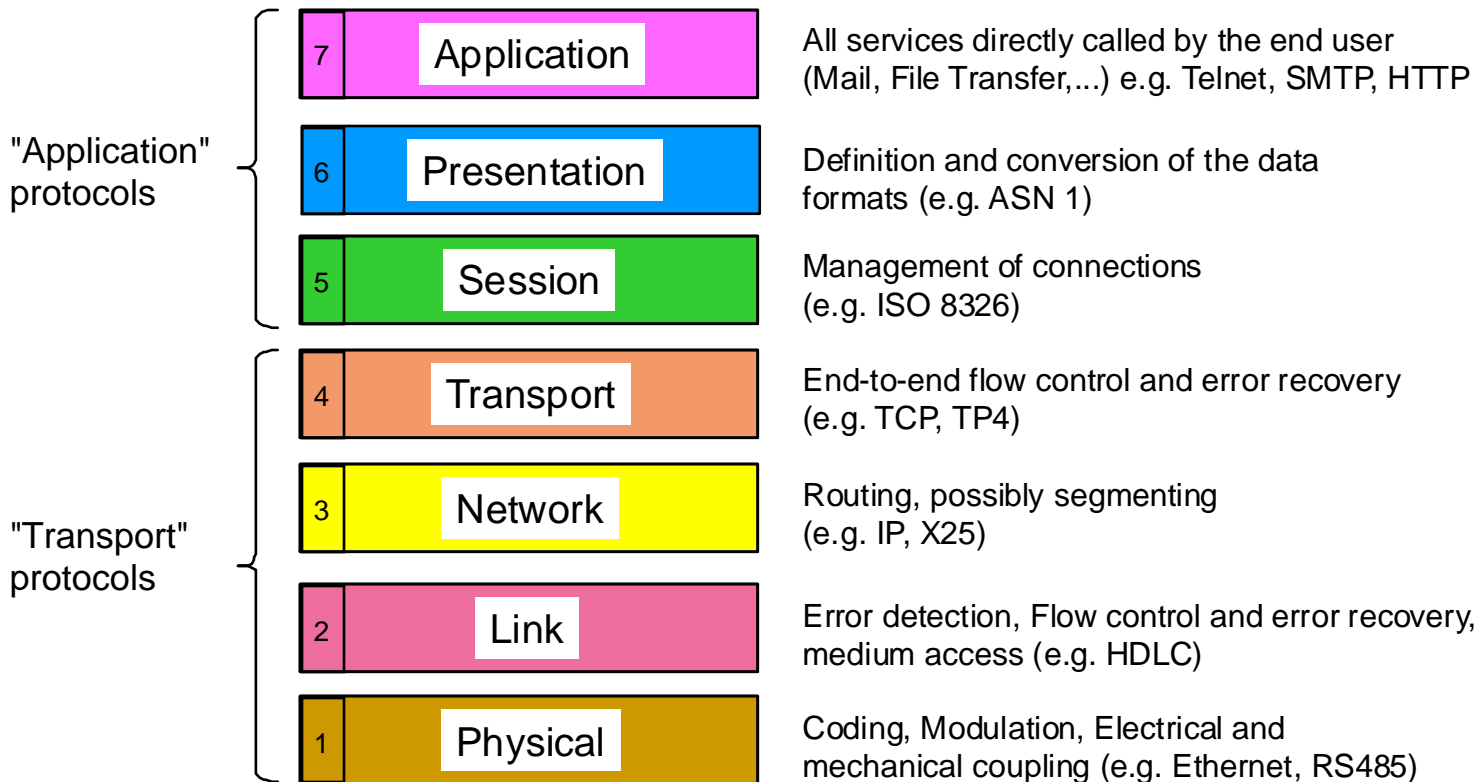 "Application"
protocols
7
Application
All services directly called by the end user
(Mail, File Transfer,...) e.g. Telnet, SMTP, HTTP
6
Presentation
Definition and conversion of the data
formats (e.g. ASN 1)
5
Session
Management of connections
(e.g. ISO 8326)
"Transport"
protocols
4
Transport
End-to-end flow control and error recovery
(e.g. TCP, TP4)
3
Network
Routing, possibly segmenting
(e.g. IP, X25)
2
Link
Error detection, Flow control and error recovery,
medium access (e.g. HDLC)
1
Physical
Coding, Modulation, Electrical and
mechanical coupling (e.g. Ethernet, RS485)